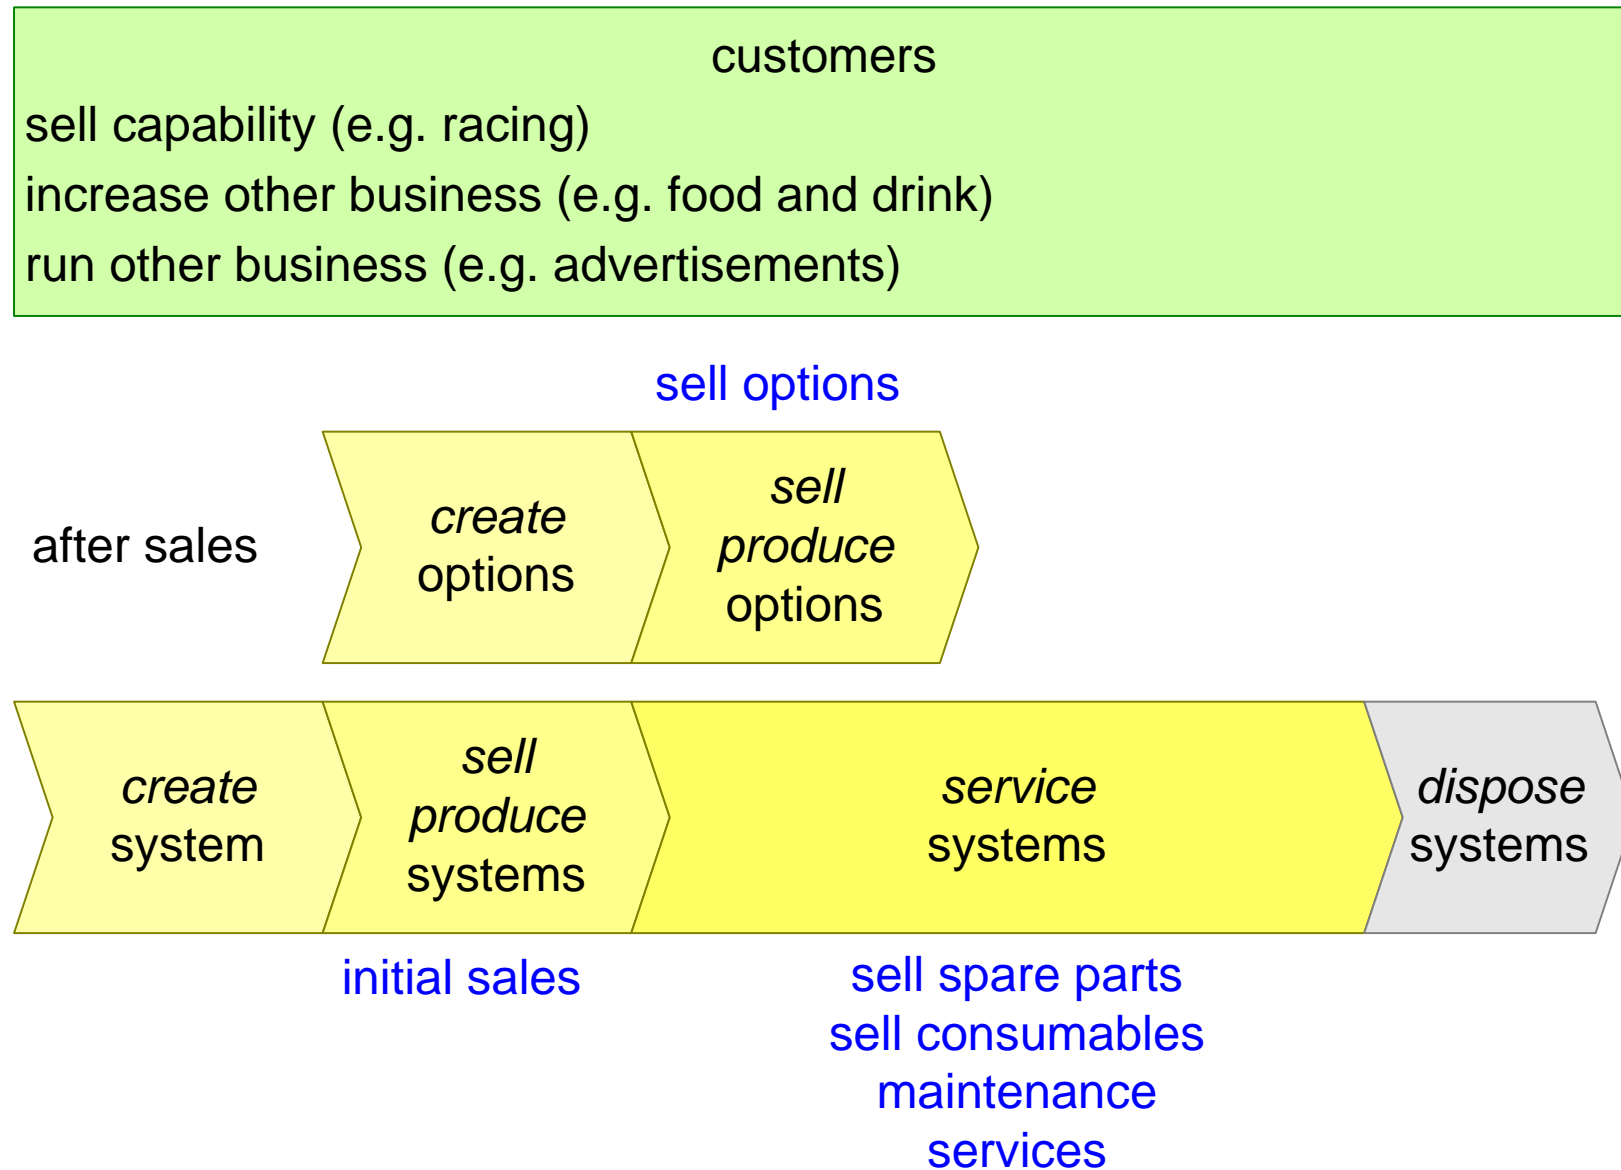 customers
sell capability (e.g. racing)
increase other business (e.g. food and drink)
run other business (e.g. advertisements)
sell options
after sales
create
options
sell
produce
options
create
system
sell
produce
systems
service
systems
dispose
systems
initial sales
sell spare parts
sell consumables
maintenance
services